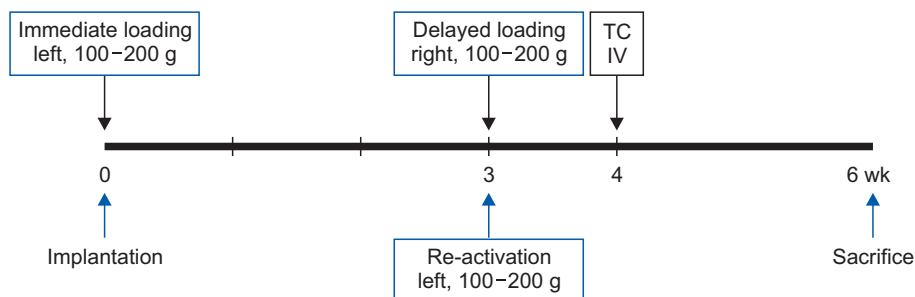 Immediate loading
left, 100−200 g
Delayed loading
right, 100−200 g
TC
IV
0
3
4
6 wk
Implantation
Re-activation
left, 100−200 g
Sacrifice